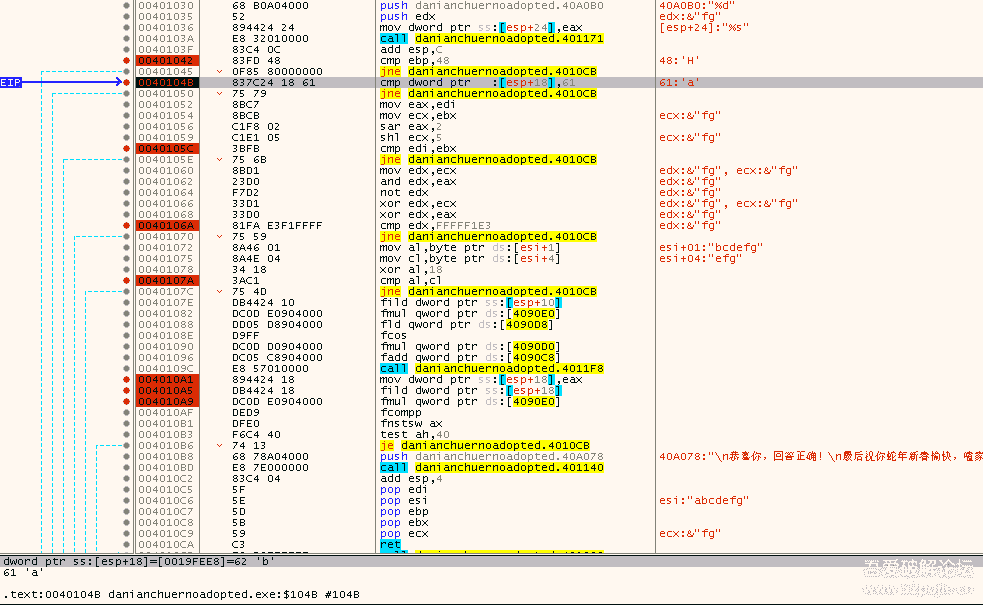 00401030 68 B0A04000 push danianchuernoadopted.40A0B0 40A0B0:"%d"
00401035 52 push edx edx:&"fg"
00401036 894424 24 mov dword ptr ss:[esp+24],eax [esp+24]:"%s"
0040103A E8 32010000 call danianchuernoadopted.401171
0040103F 83C4 0C add esp,C
00401042 83FD 48 cmp ebp,48 48:'H'
00401045 0F85 80000000 jne danianchuernoadopted.4010CB
EIP 0040104B 837C24 18 61 cmp dword ptr :[esp+18],61 61:'a'
00401050 75 79 jne danianchuernoadopted.4010CB
00401052 8BC7 mov eax,edi
00401054 8BCB mov ecx,ebx ecx:&"fg"
00401056 C1F8 02 sar eax,2
00401059 C1E1 05 shl ecx,5 ecx:&"fg"
0040105C 3BFB cmp edi,ebx
0040105E 75 6B jne danianchuernoadopted.4010CB
00401060 8BD1 mov edx,ecx edx:&"fg", ecx:&"fg"
00401062 23D0 and edx,eax edx:&"fg"
00401064 F7D2 not edx edx:&"fg"
00401066 33D1 xor edx,ecx edx:&"fg", ecx:&"fg"
00401068 33D0 xor edx,eax edx:&"fg"
0040106A 81FA E3F1FFFF cmp edx,FFFFF1E3 edx:&"fg"
00401070 75 59 jne danianchuernoadopted.4010CB
00401072 8A46 01 mov al,byte ptr ds:[esi+1] esi+01:"bcdefg"
00401075 8A4E 04 mov cl,byte ptr ds:[esi+4] esi+04:"efg"
00401078 34 18 xor al,18
0040107A 3AC1 cmp al,cl
0040107C 75 4D jne danianchuernoadopted.4010CB
0040107E DB4424 10 fild dword ptr ss:[esp+10]
00401082 DC0D E0904000 fmul qword ptr ds:[4090E0]
00401088 DD05 D8904000 fld qword ptr ds:[4090D8]
0040108E D9FF fcos
00401090 DC0D D0904000 fmul qword ptr ds:[4090D0]
00401096 DC05 C8904000 fadd qword ptr ds:[4090C8]
0040109C E8 57010000 call danianchuernoadopted.4011F8
004010A1 894424 18 mov dword ptr ss:[esp+18],eax
004010A5 DB4424 18 fild dword ptr ss:[esp+18]
004010A9 DC0D E0904000 fmul qword ptr ds:[4090E0]
004010AF DED9 fcompp
004010B1 DFE0 fnstsw ax
004010B3 F6C4 40 test ah,40
004010B6 74 13 je danianchuernoadopted.4010CB
004010B8 68 78A04000 push danianchuernoadopted.40A078 40A078:"\n恭喜你，回答正确！\n最后祝你蛇年新春愉快，阖家
004010BD E8 7E000000 call danianchuernoadopted.401140
004010C2 83C4 04 add esp,4
004010C5 5F pop edi
004010C6 5E pop esi esi:"abcdefg"
004010C7 5D pop ebp
004010C8 5B pop ebx
004010C9 59 pop ecx ecx:&"fg"
004010CA C3 ret
dword ptr ss:[esp+18]=[0019FEE8]=62 'b'
61 'a'
.text:0040104B danianchuernoadopted.exe:$104B #104B
吾爱破解论坛